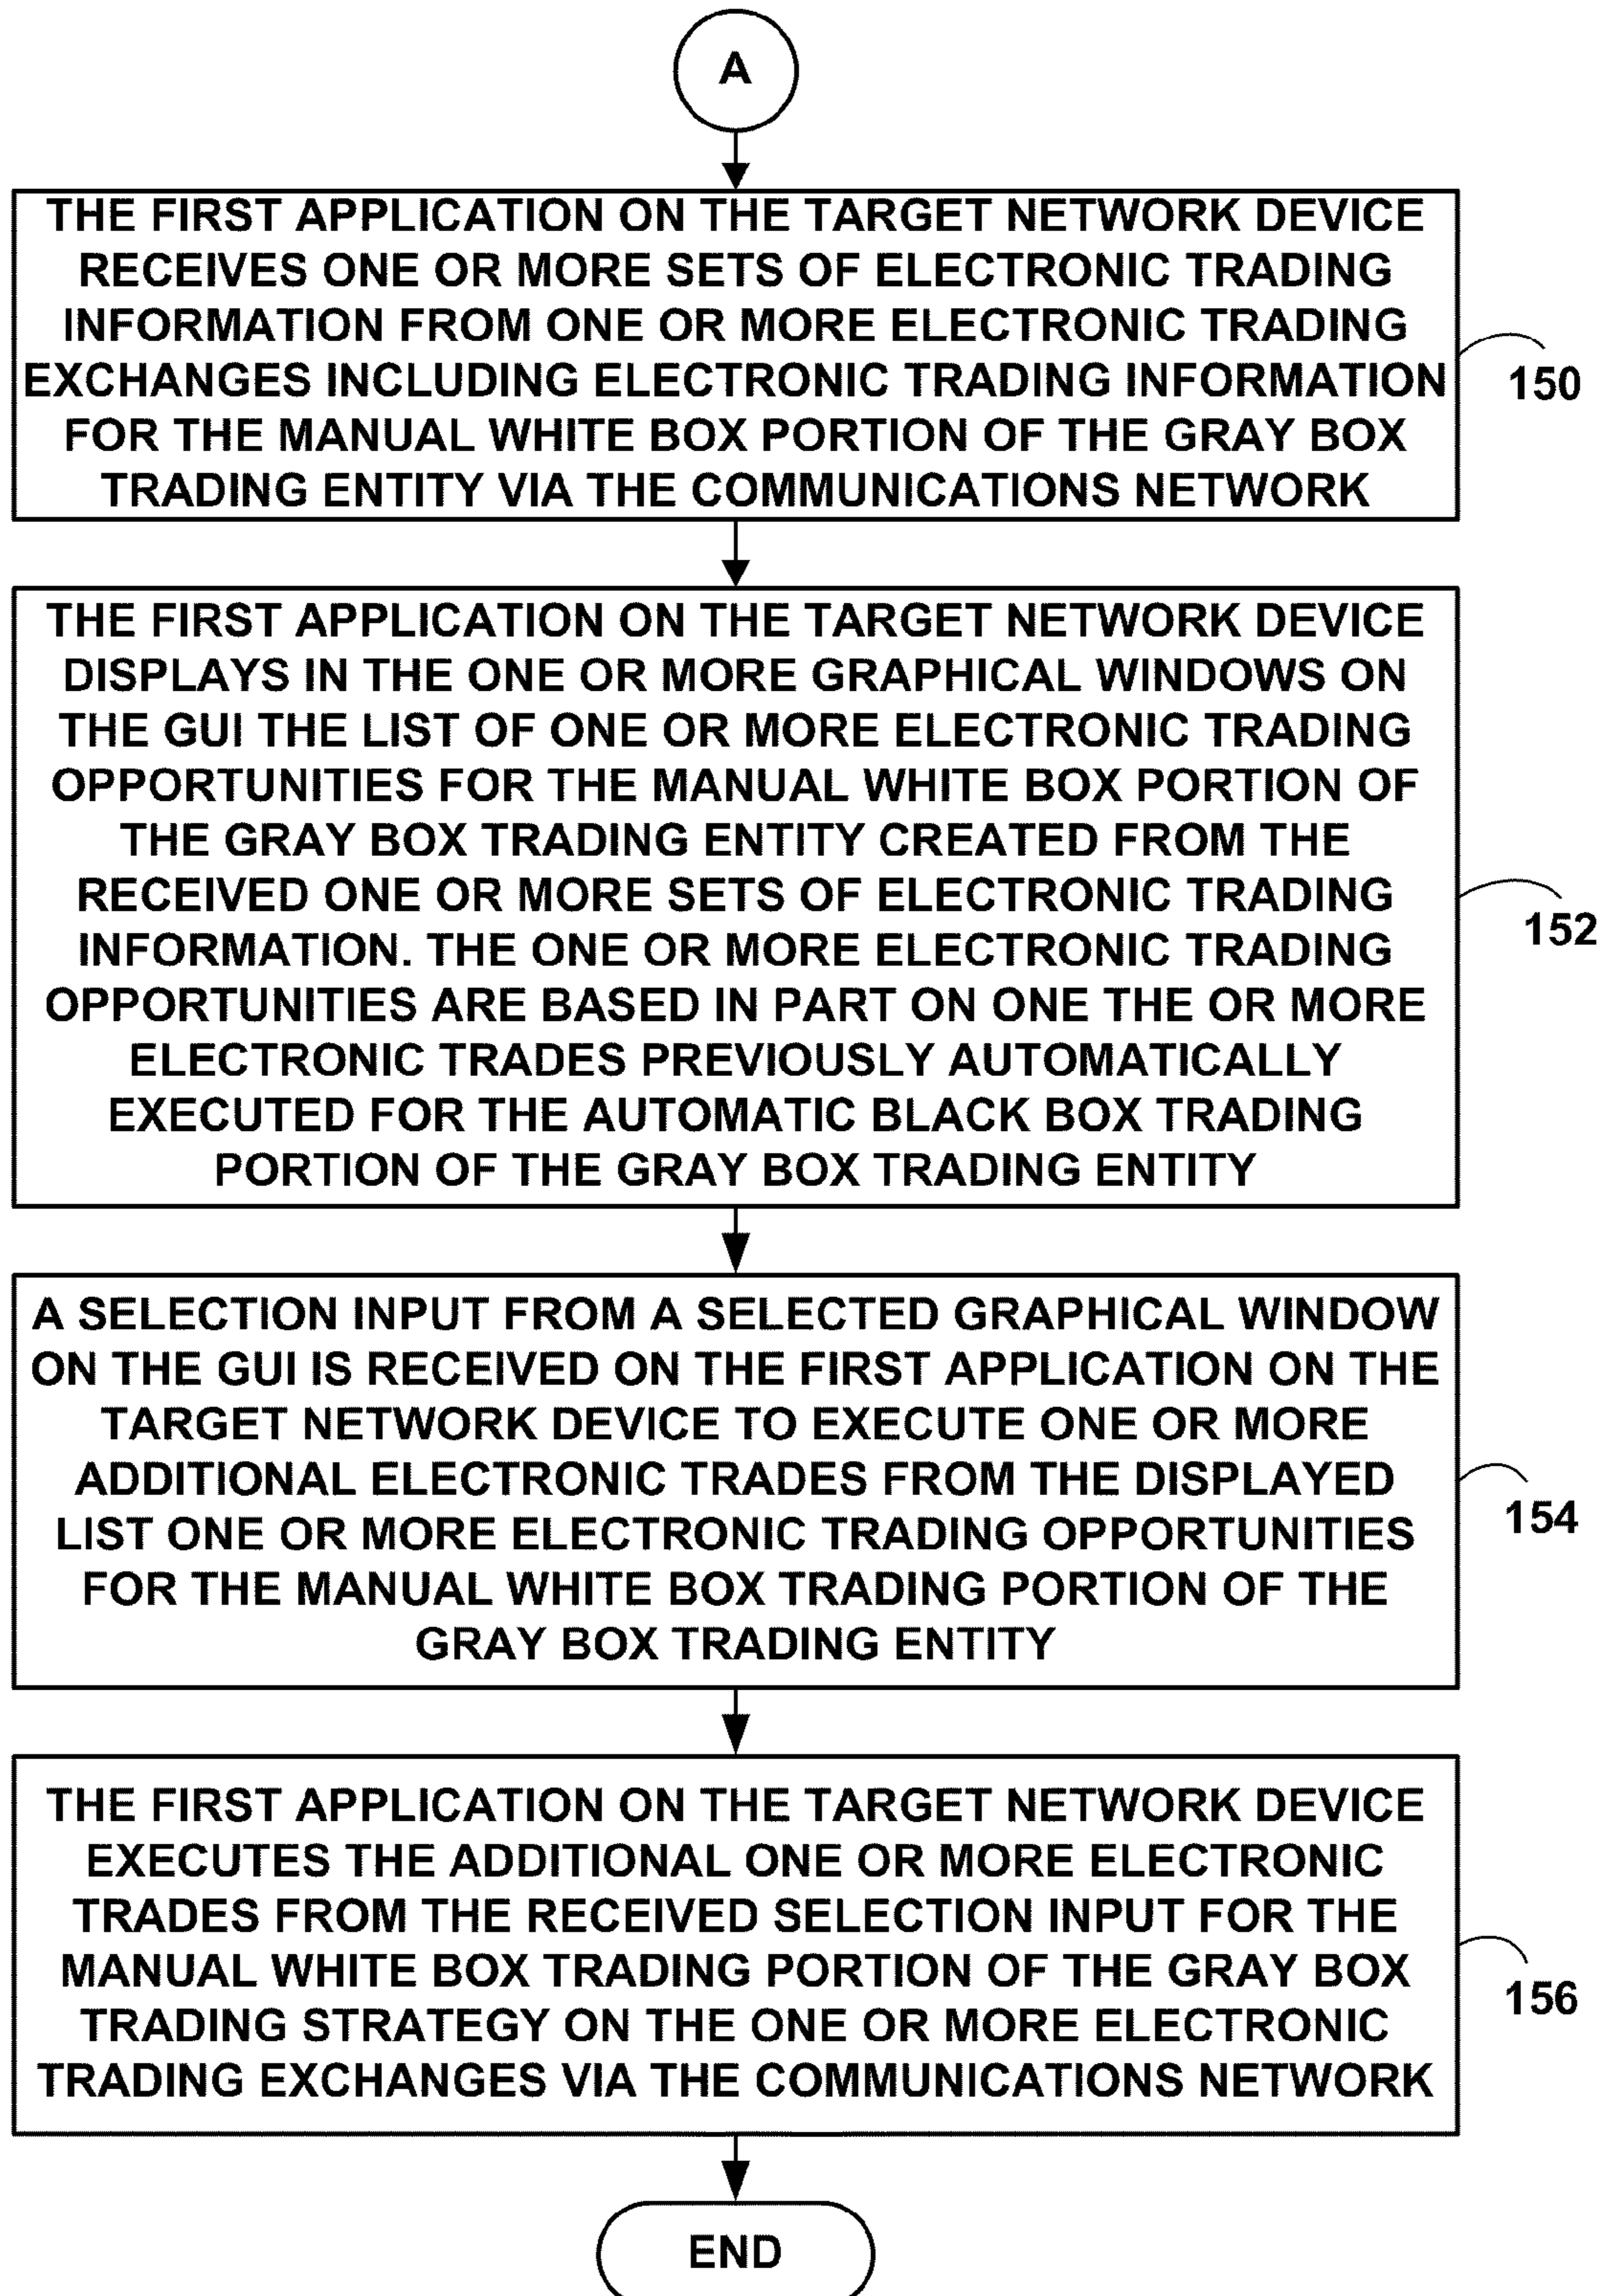 A
THE FIRST APPLICATION ON THE TARGET NETWORK DEVICE
RECEIVES ONE OR MORE SETS OF ELECTRONIC TRADING
INFORMATION FROM ONE OR MORE ELECTRONIC TRADING
EXCHANGES INCLUDING ELECTRONIC TRADING INFORMATION
FOR THE MANUAL WHITE BOX PORTION OF THE GRAY BOX
TRADING ENTITY VIA THE COMMUNICATIONS NETWORK
150
THE FIRST APPLICATION ON THE TARGET NETWORK DEVICE
DISPLAYS IN THE ONE OR MORE GRAPHICAL WINDOWS ON
THE GUI THE LIST OF ONE OR MORE ELECTRONIC TRADING
OPPORTUNITIES FOR THE MANUAL WHITE BOX PORTION OF
THE GRAY BOX TRADING ENTITY CREATED FROM THE
RECEIVED ONE OR MORE SETS OF ELECTRONIC TRADING
INFORMATION. THE ONE OR MORE ELECTRONIC TRADING
OPPORTUNITIES ARE BASED IN PART ON ONE THE OR MORE
ELECTRONIC TRADES PREVIOUSLY AUTOMATICALLY
EXECUTED FOR THE AUTOMATIC BLACK BOX TRADING
PORTION OF THE GRAY BOX TRADING ENTITY
152
A SELECTION INPUT FROM A SELECTED GRAPHICAL WINDOW
ON THE GUI IS RECEIVED ON THE FIRST APPLICATION ON THE
TARGET NETWORK DEVICE TO EXECUTE ONE OR MORE
ADDITIONAL ELECTRONIC TRADES FROM THE DISPLAYED
LIST ONE OR MORE ELECTRONIC TRADING OPPORTUNITIES
FOR THE MANUAL WHITE BOX TRADING PORTION OF THE
GRAY BOX TRADING ENTITY
154
THE FIRST APPLICATION ON THE TARGET NETWORK DEVICE
EXECUTES THE ADDITIONAL ONE OR MORE ELECTRONIC
TRADES FROM THE RECEIVED SELECTION INPUT FOR THE
MANUAL WHITE BOX TRADING PORTION OF THE GRAY BOX
TRADING STRATEGY ON THE ONE OR MORE ELECTRONIC
TRADING EXCHANGES VIA THE COMMUNICATIONS NETWORK
156
END